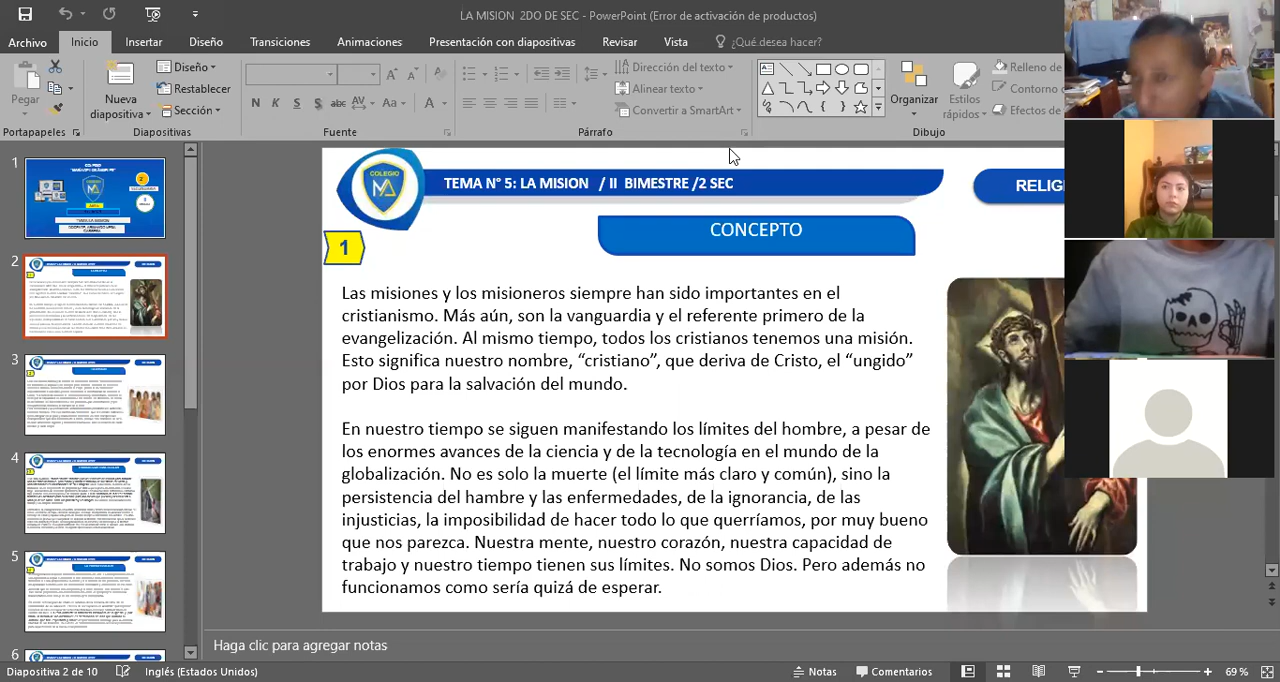 LA MISION 2DO DE SEC - PowerPoint (Error de activación de productos)
Archivo
Inicio
Insertar
Diseño
Transiciones
Animaciones
Presentación con diapositivas
Revisar
Vista
¿Qué desea hacer?
Pegar
Nueva
diapositiva
Diseño
Restablecer
Sección
N K S S abc AV Aa A
Dirección del texto
Alinear texto
Convertir a SmartArt
Organizar
Estilos
rápidos
Relleno de
Contorno
Efectos de
Portapapeles
Diapositivas
Fuente
Párrafo
Dibujo
1
2
3
4
5
6
COLEGIO
MA
TEMA N° 5: LA MISION / II BIMESTRE /2 SEC
RELIG
CONCEPTO
1
Las misiones y los misioneros siempre han sido importantes en el
cristianismo. Más aún, son la vanguardia y el referente primero de la
evangelización. Al mismo tiempo, todos los cristianos tenemos una misión.
Esto significa nuestro nombre, “cristiano”, que deriva de Cristo, el “ungido”
por Dios para la salvación del mundo.
En nuestro tiempo se siguen manifestando los límites del hombre, a pesar de
los enormes avances de la ciencia y de la tecnología en el mundo de la
globalización. No es solo la muerte (el límite más claro y común), sino la
persistencia del hambre y las enfermedades, de la ignorancia, de las
injusticias, la imposibilidad de hacer todo lo que querríamos, por muy bueno
que nos parezca. Nuestra mente, nuestro corazón, nuestra capacidad de
trabajo y nuestro tiempo tienen sus límites. No somos Dios. Pero además no
funcionamos como sería quizá de esperar.
Haga clic para agregar notas
Diapositiva 2 de 10
Inglés (Estados Unidos)
Notas
Comentarios
69 %